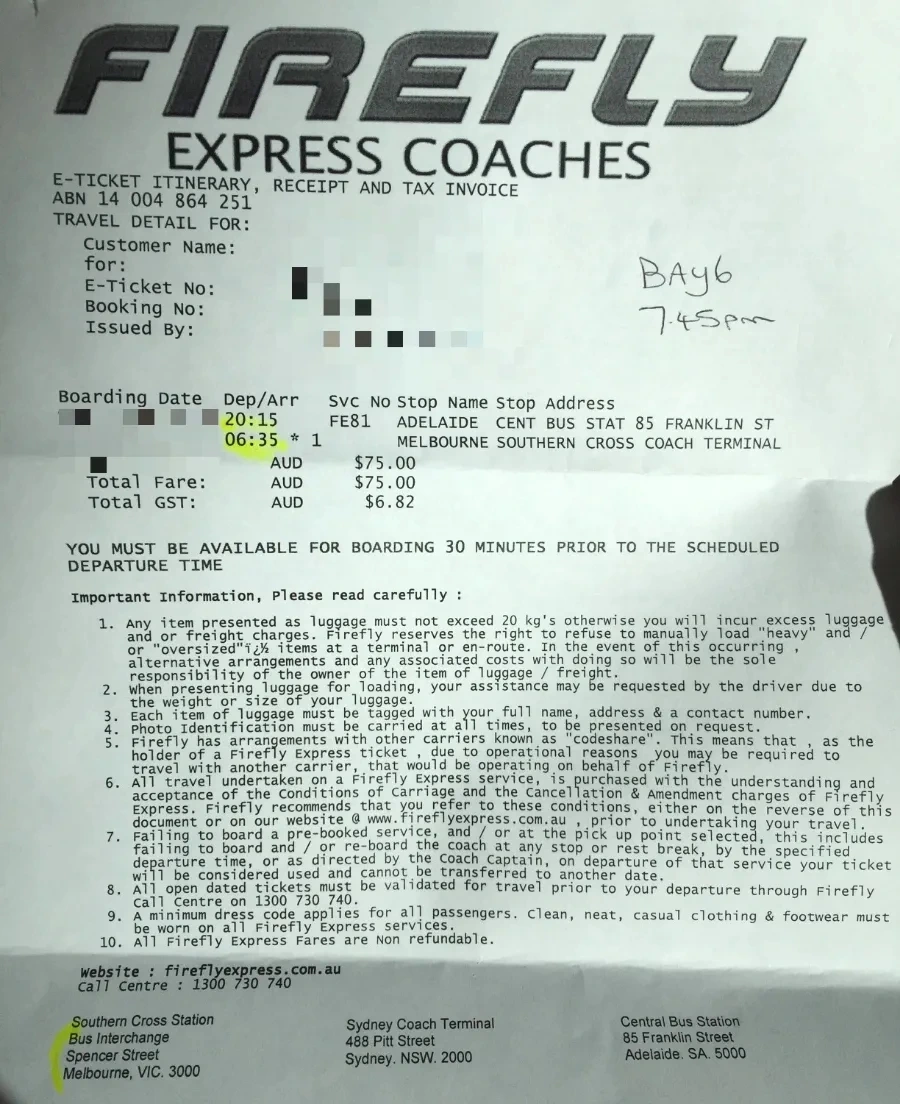 FIREFLY
EXPRESS COACHES
E-TICKET ITINERARY, RECEIPT AND TAX INVOICE
ABN 14 004 864 251
TRAVEL DETAIL FOR:
Customer Name:
for:
E-Ticket No:
Booking No:
Issued By:
BAy6
7.45pm
Boarding Date Dep/Arr Svc No Stop Name Stop Address
20:15 FE81 ADELAIDE CENT BUS STAT 85 FRANKLIN ST
06:35 * 1 MELBOURNE SOUTHERN CROSS COACH TERMINAL
AUD $75.00
Total Fare: AUD $75.00
Total GST: AUD $6.82
YOU MUST BE AVAILABLE FOR BOARDING 30 MINUTES PRIOR TO THE SCHEDULED
DEPARTURE TIME
Important Information, Please read carefully :
1. Any item presented as luggage must not exceed 20 kg's otherwise you will incur excess luggage
and or freight charges. Firefly reserves the right to refuse to manually load "heavy" and /
or "oversized"ï¿½ items at a terminal or en-route. In the event of this occurring ,
alternative arrangements and any associated costs with doing so will be the sole
responsibility of the owner of the item of luggage / freight.
2. When presenting luggage for loading, your assistance may be requested by the driver due to
the weight or size of your luggage.
3. Each item of luggage must be tagged with your full name, address & a contact number.
4. Photo Identification must be carried at all times, to be presented on request.
5. Firefly has arrangements with other carriers known as "codeshare". This means that , as the
holder of a Firefly Express ticket , due to operational reasons you may be required to
travel with another carrier, that would be operating on behalf of Firefly.
6. All travel undertaken on a Firefly Express service, is purchased with the understanding and
acceptance of the Conditions of Carriage and the Cancellation & Amendment charges of Firefly
Express. Firefly recommends that you refer to these conditions, either on the reverse of this
document or on our website @ www.fireflyexpress.com.au , prior to undertaking your travel.
7. Failing to board a pre-booked service, and / or at the pick up point selected, this includes
failing to board and / or re-board the coach at any stop or rest break, by the specified
departure time, or as directed by the Coach Captain, on departure of that service your ticket
will be considered used and cannot be transferred to another date.
8. All open dated tickets must be validated for travel prior to your departure through Firefly
Call Centre on 1300 730 740.
9. A minimum dress code applies for all passengers. Clean, neat, casual clothing & footwear must
be worn on all Firefly Express services.
10. All Firefly Express Fares are Non refundable.
Website : fireflyexpress.com.au
Call Centre : 1300 730 740
Southern Cross Station
Bus Interchange
Spencer Street
Melbourne, VIC. 3000
Sydney Coach Terminal
488 Pitt Street
Sydney. NSW. 2000
Central Bus Station
85 Franklin Street
Adelaide. SA. 5000